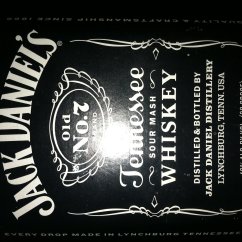 JACK DANIEL'S
OLD
No.7
BRAND
Tennessee
SOUR MASH
WHISKEY
DISTILLED & BOTTLED BY
JACK DANIEL DISTILLERY
LYNCHBURG, TENN USA
EVERY DROP MADE IN LYNCHBURG TENNESSEE